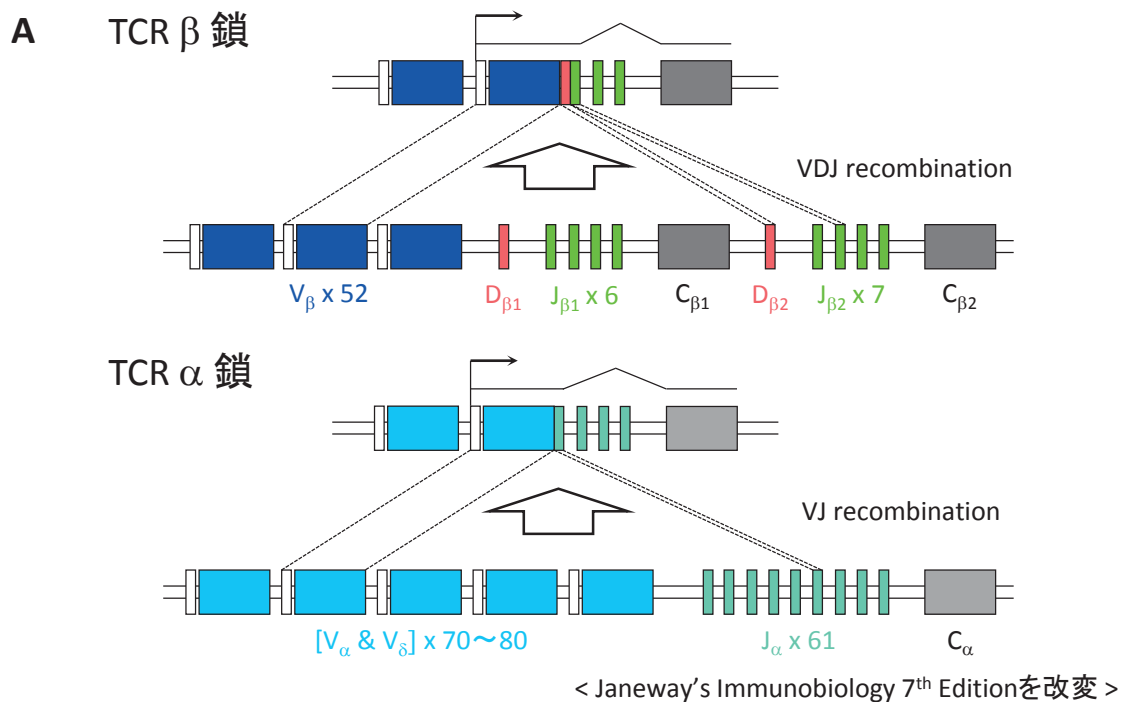 A
TCR β 鎖
VDJ recombination
Vβ x 52 Dβ1 Jβ1 x 6 Cβ1 Dβ2 Jβ2 x 7 Cβ2
TCR α 鎖
VJ recombination
[Vα & Vδ] x 70〜80 Jα x 61 Cα
< Janeway's Immunobiology 7th Editionを改変 >